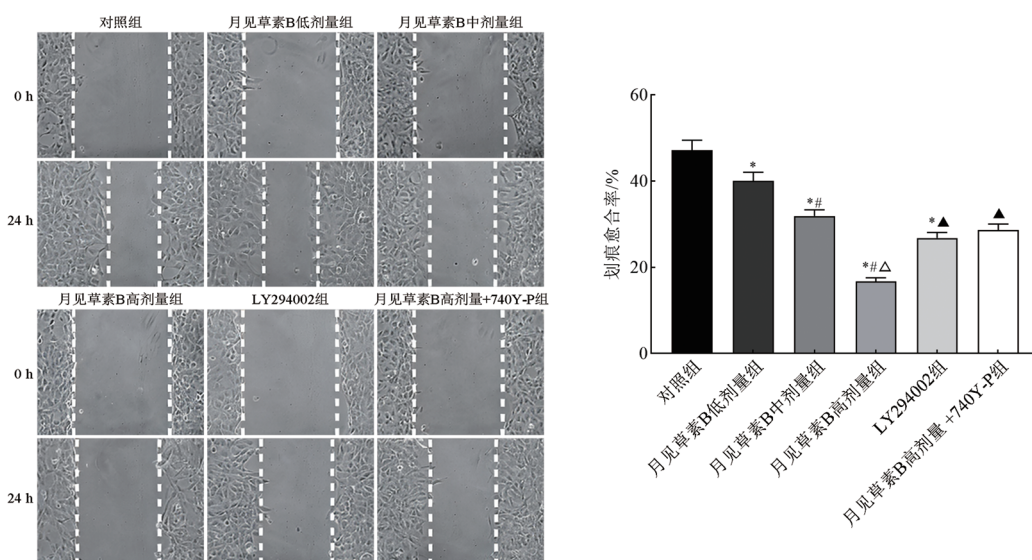 对照组 月见草素B低剂量组 月见草素B中剂量组
0 h
24 h
月见草素B高剂量组 LY294002组 月见草素B高剂量+740Y-P组
0 h
24 h
划痕愈合率/%
60
40
20
0
*
*#
*#△
*▲
▲
对照组
月见草素B低剂量组
月见草素B中剂量组
月见草素B高剂量组
LY294002组
月见草素B高剂量+740Y-P组